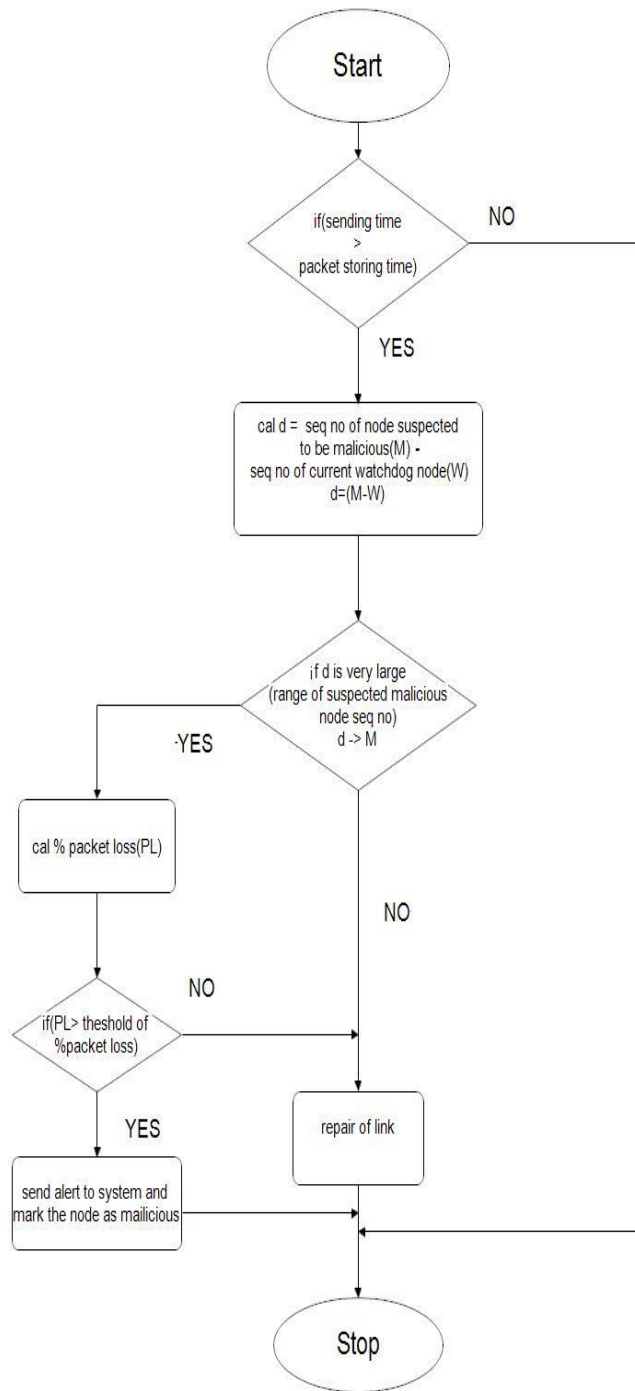 Start
if(sending time
>
packet storing time)
NO
YES
cal d = seq no of node suspected
to be malicious(M) -
seq no of current watchdog node(W)
d=(M-W)
if d is very large
(range of suspected malicious
node seq no)
d -> M
-YES
cal % packet loss(PL)
NO
NO
if(PL> theshold of
%packet loss)
YES
repair of link
send alert to system and
mark the node as mailicious
Stop